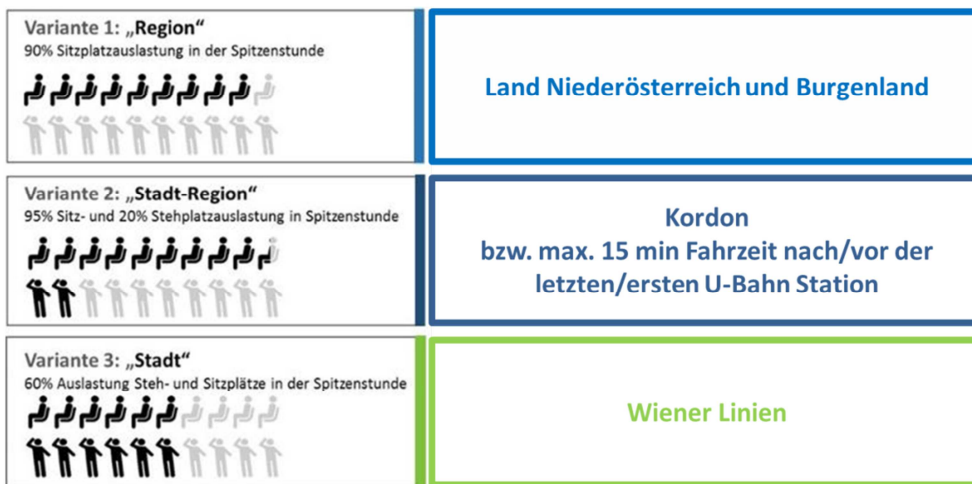 Variante 1: „Region“
90% Sitzplatzauslastung in der Spitzenstunde
Land Niederösterreich und Burgenland
Variante 2: „Stadt-Region“
95% Sitz- und 20% Stehplatzauslastung in Spitzenstunde
Kordon
bzw. max. 15 min Fahrzeit nach/vor der
letzten/ersten U-Bahn Station
Variante 3: „Stadt“
60% Auslastung Steh- und Sitzplätze in der Spitzenstunde
Wiener Linien